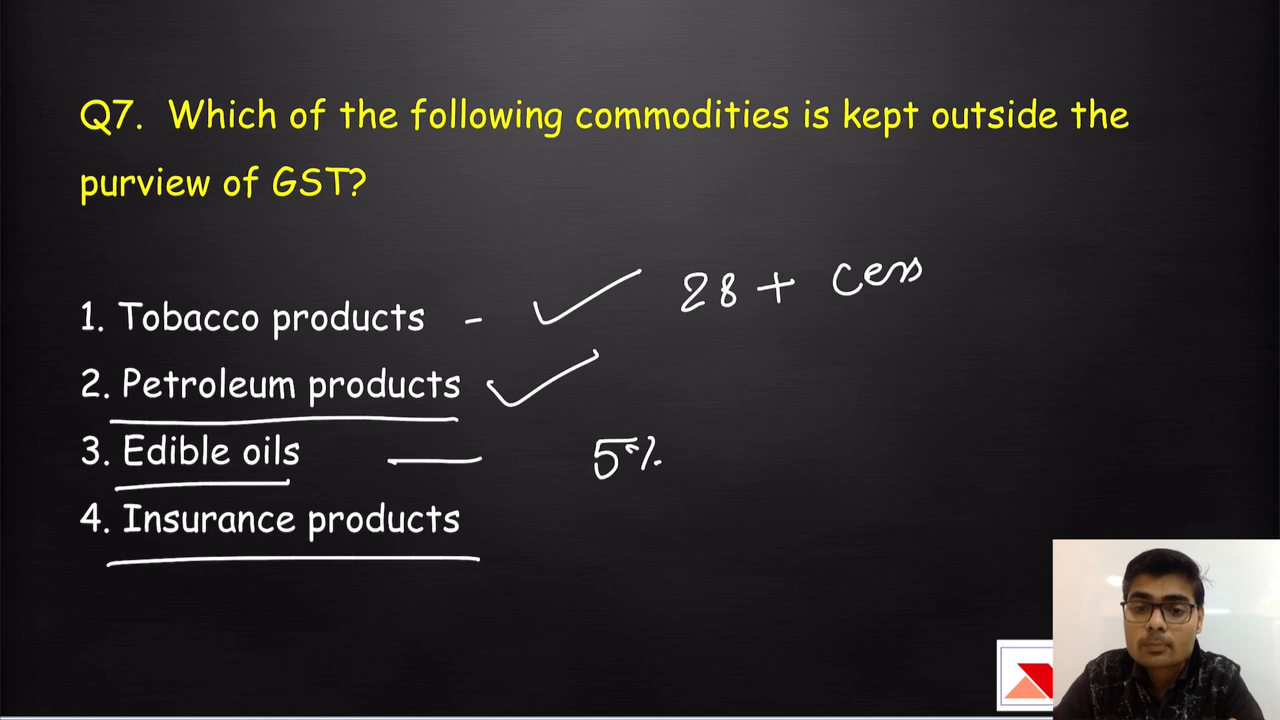 Q7. Which of the following commodities is kept outside the
purview of GST?
1. Tobacco products - 28 + cess
2. Petroleum products
3. Edible oils 5%
4. Insurance products